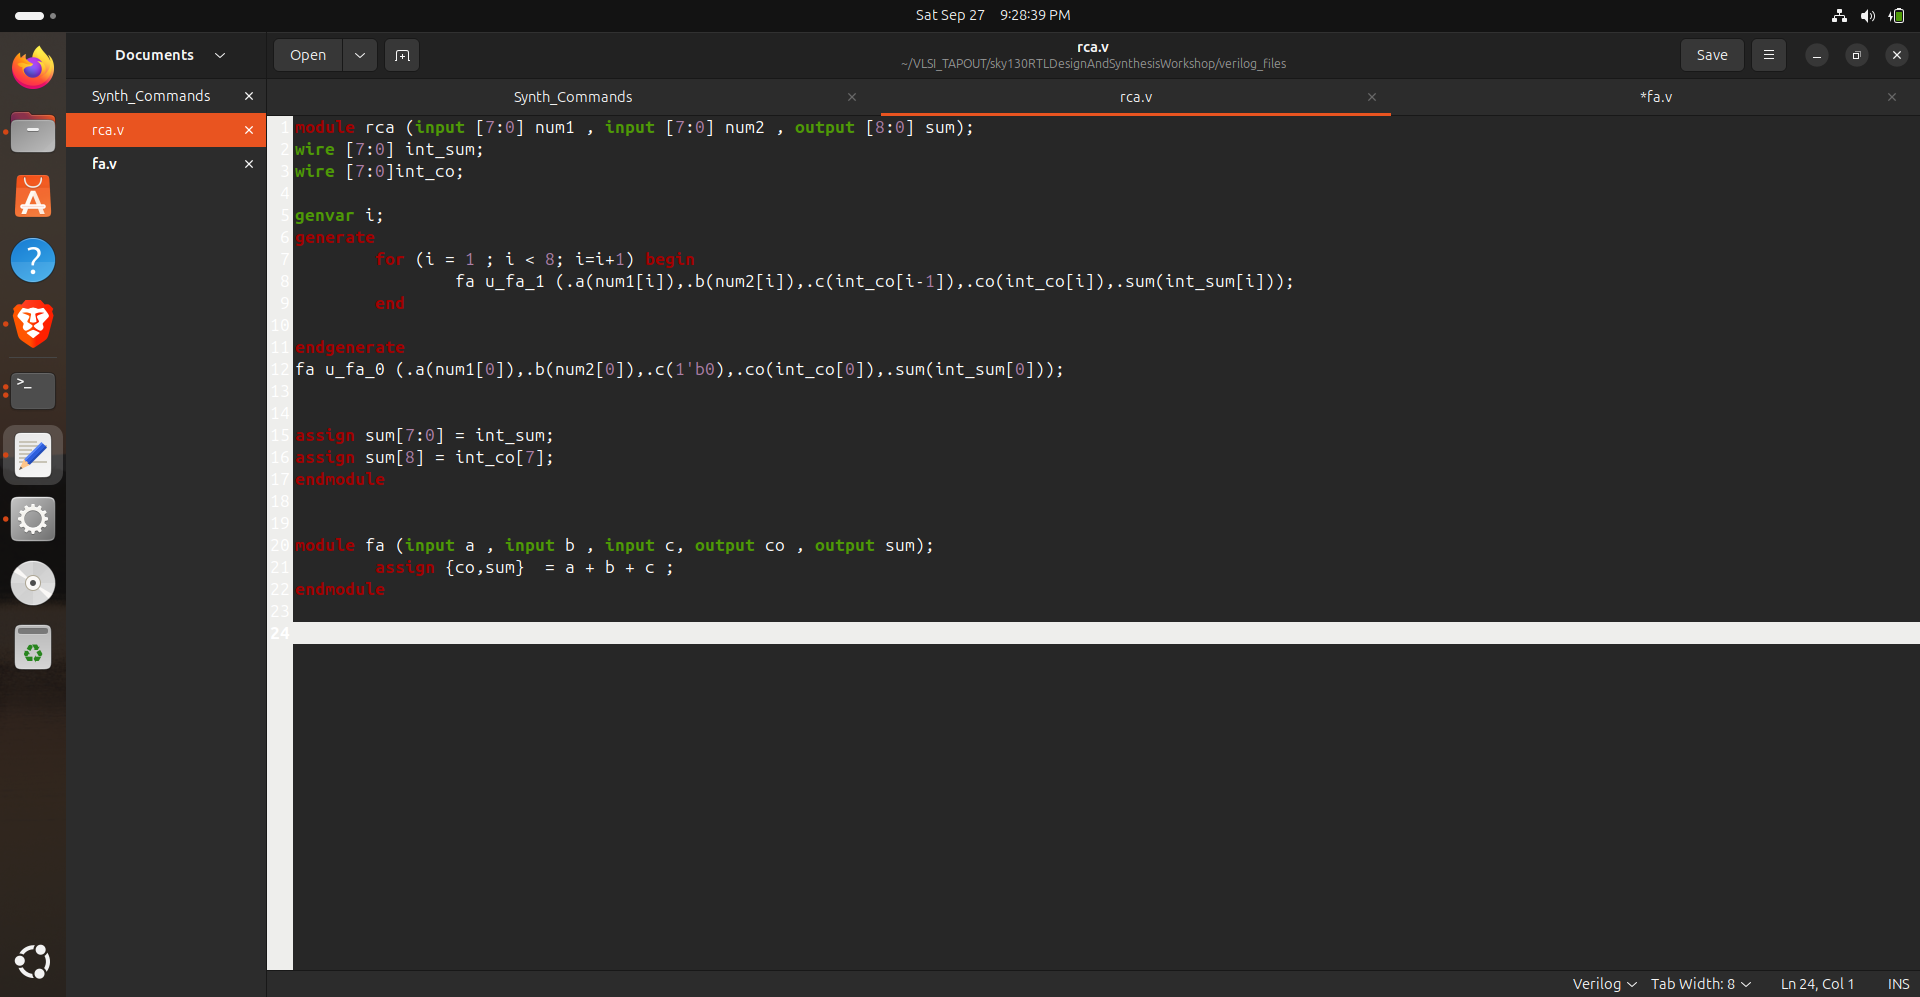 Sat Sep 27 9:28:39 PM
Documents
Open
rca.v
~/VLSI_TAPOUT/sky130RTLDesignAndSynthesisWorkshop/verilog_files
Save
Synth_Commands
rca.v
fa.v
Synth_Commands
rca.v
*fa.v
1 module rca (input [7:0] num1 , input [7:0] num2 , output [8:0] sum);
2 wire [7:0] int_sum;
3 wire [7:0]int_co;
4
5 genvar i;
6 generate
7 for (i = 1 ; i < 8; i=i+1) begin
8 fa u_fa_1 (.a(num1[i]),.b(num2[i]),.c(int_co[i-1]),.co(int_co[i]),.sum(int_sum[i]));
9 end
10
11 endgenerate
12 fa u_fa_0 (.a(num1[0]),.b(num2[0]),.c(1'b0),.co(int_co[0]),.sum(int_sum[0]));
13
14
15 assign sum[7:0] = int_sum;
16 assign sum[8] = int_co[7];
17 endmodule
18
19
20 module fa (input a , input b , input c, output co , output sum);
21 assign {co,sum} = a + b + c ;
22 endmodule
23
24
Verilog Tab Width: 8 Ln 24, Col 1 INS